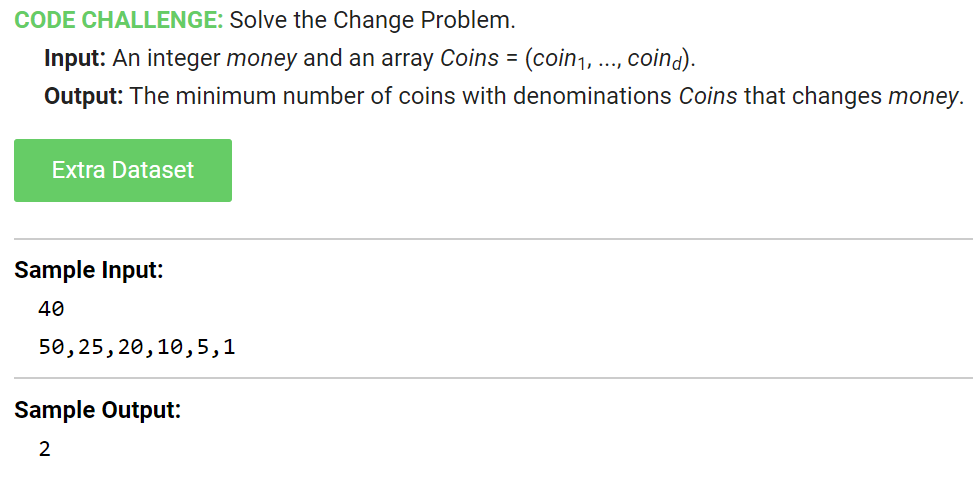 CODE CHALLENGE: Solve the Change Problem.
Input: An integer money and an array Coins = (coin₁, ..., coin_d).
Output: The minimum number of coins with denominations Coins that changes money.
Extra Dataset
Sample Input:
40
50,25,20,10,5,1
Sample Output:
2